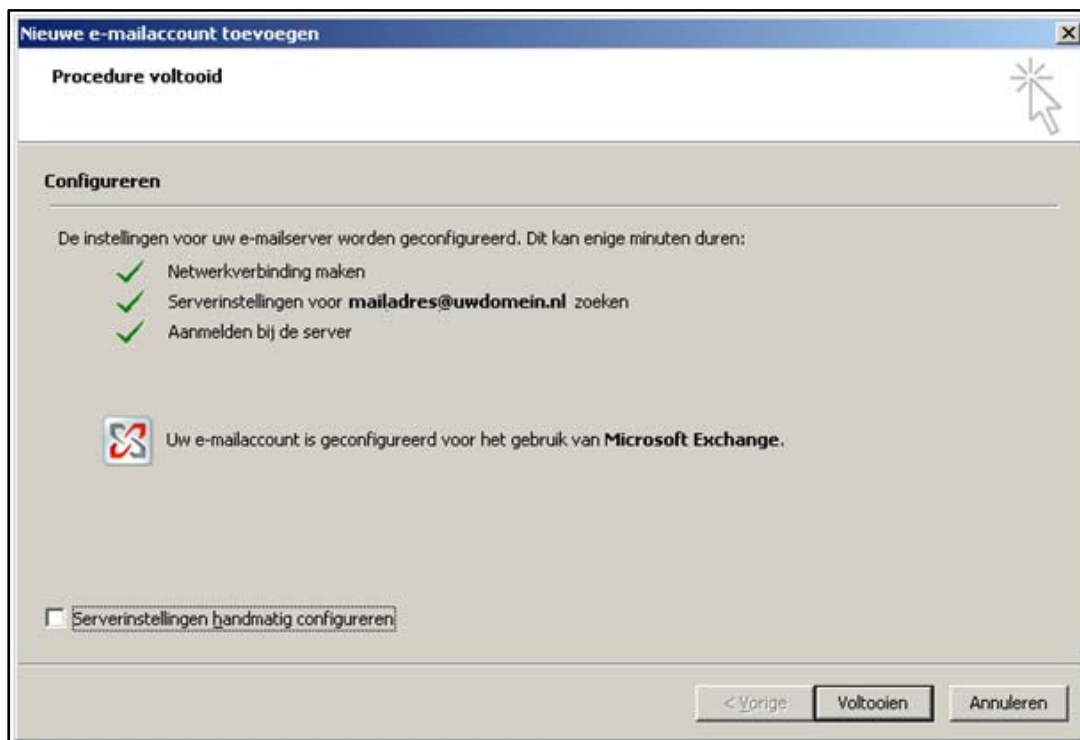 Nieuwe e-mailaccount toevoegen
Procedure voltooid
Configureren
De instellingen voor uw e-mailserver worden geconfigureerd. Dit kan enige minuten duren:
Netwerkverbinding maken
Serverinstellingen voor mailadres@uwdomein.nl zoeken
Aanmelden bij de server
Uw e-mailaccount is geconfigureerd voor het gebruik van Microsoft Exchange.
Serverinstellingen handmatig configureren
< Vorige
Voltooien
Annuleren